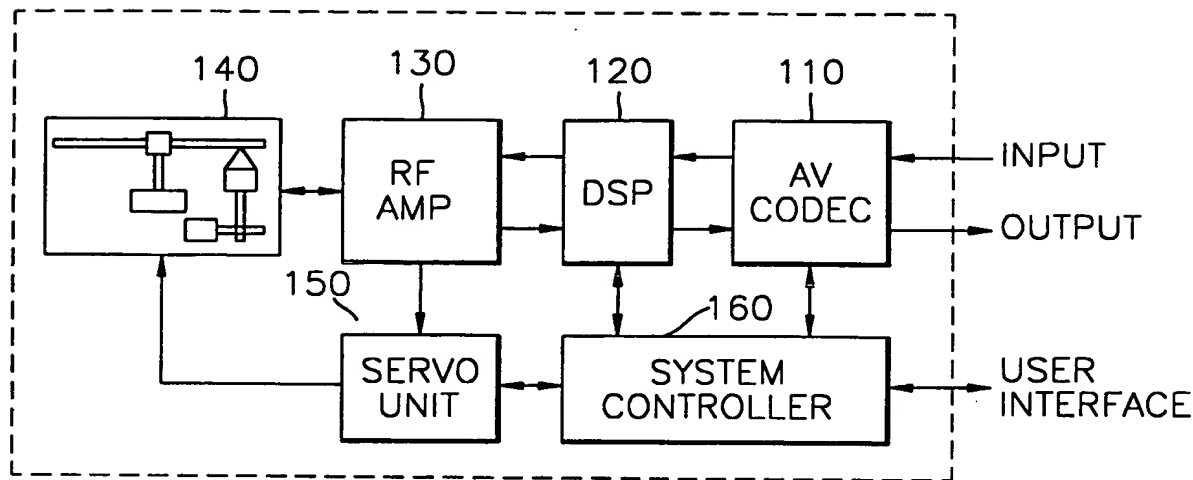 140
130
120
110
RF
AMP
DSP
AV
CODEC
INPUT
OUTPUT
150
160
SERVO
UNIT
SYSTEM
CONTROLLER
USER
INTERFACE